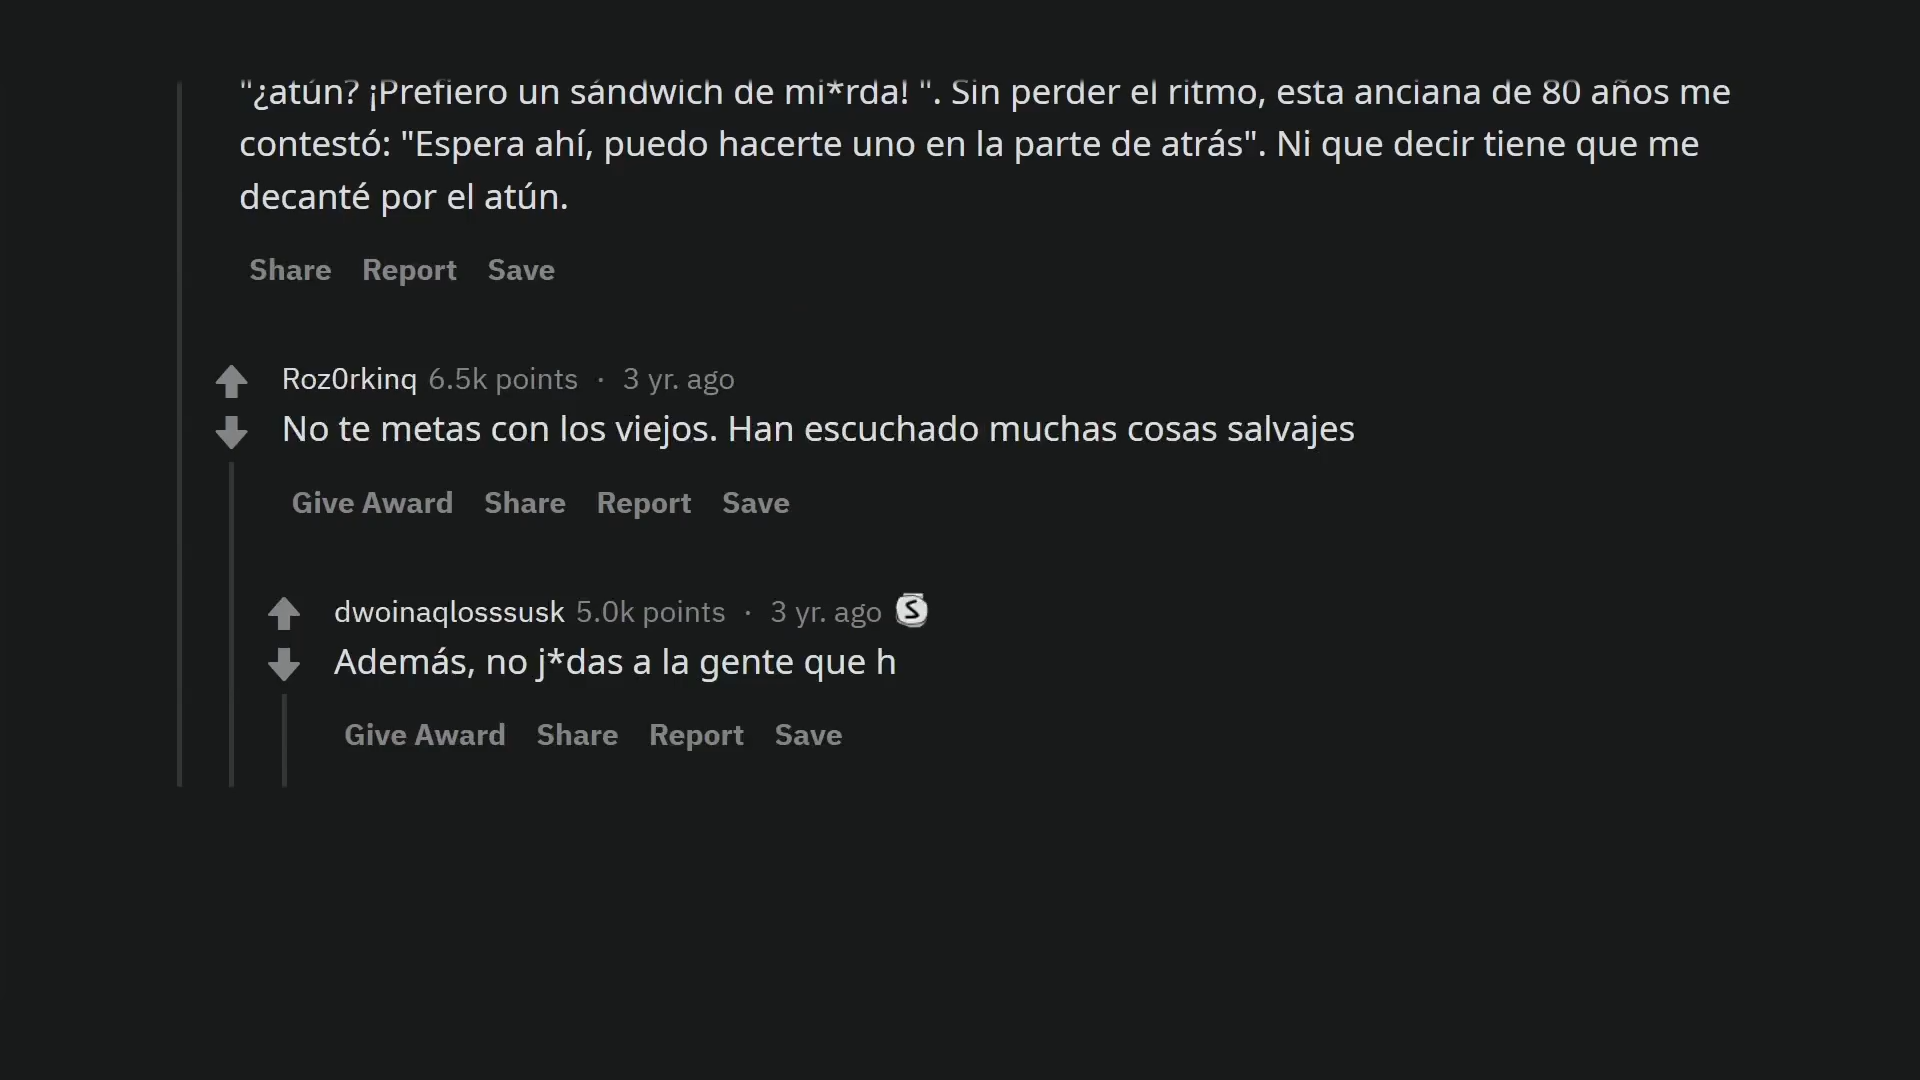 "¿atún? ¡Prefiero un sándwich de mi*rda! ". Sin perder el ritmo, esta anciana de 80 años me
contestó: "Espera ahí, puedo hacerte uno en la parte de atrás". Ni que decir tiene que me
decanté por el atún.
Share Report Save
Roz0rkinq 6.5k points · 3 yr. ago
No te metas con los viejos. Han escuchado muchas cosas salvajes
Give Award Share Report Save
dwoinaqlosssusk 5.0k points · 3 yr. ago S
Además, no j*das a la gente que h
Give Award Share Report Save